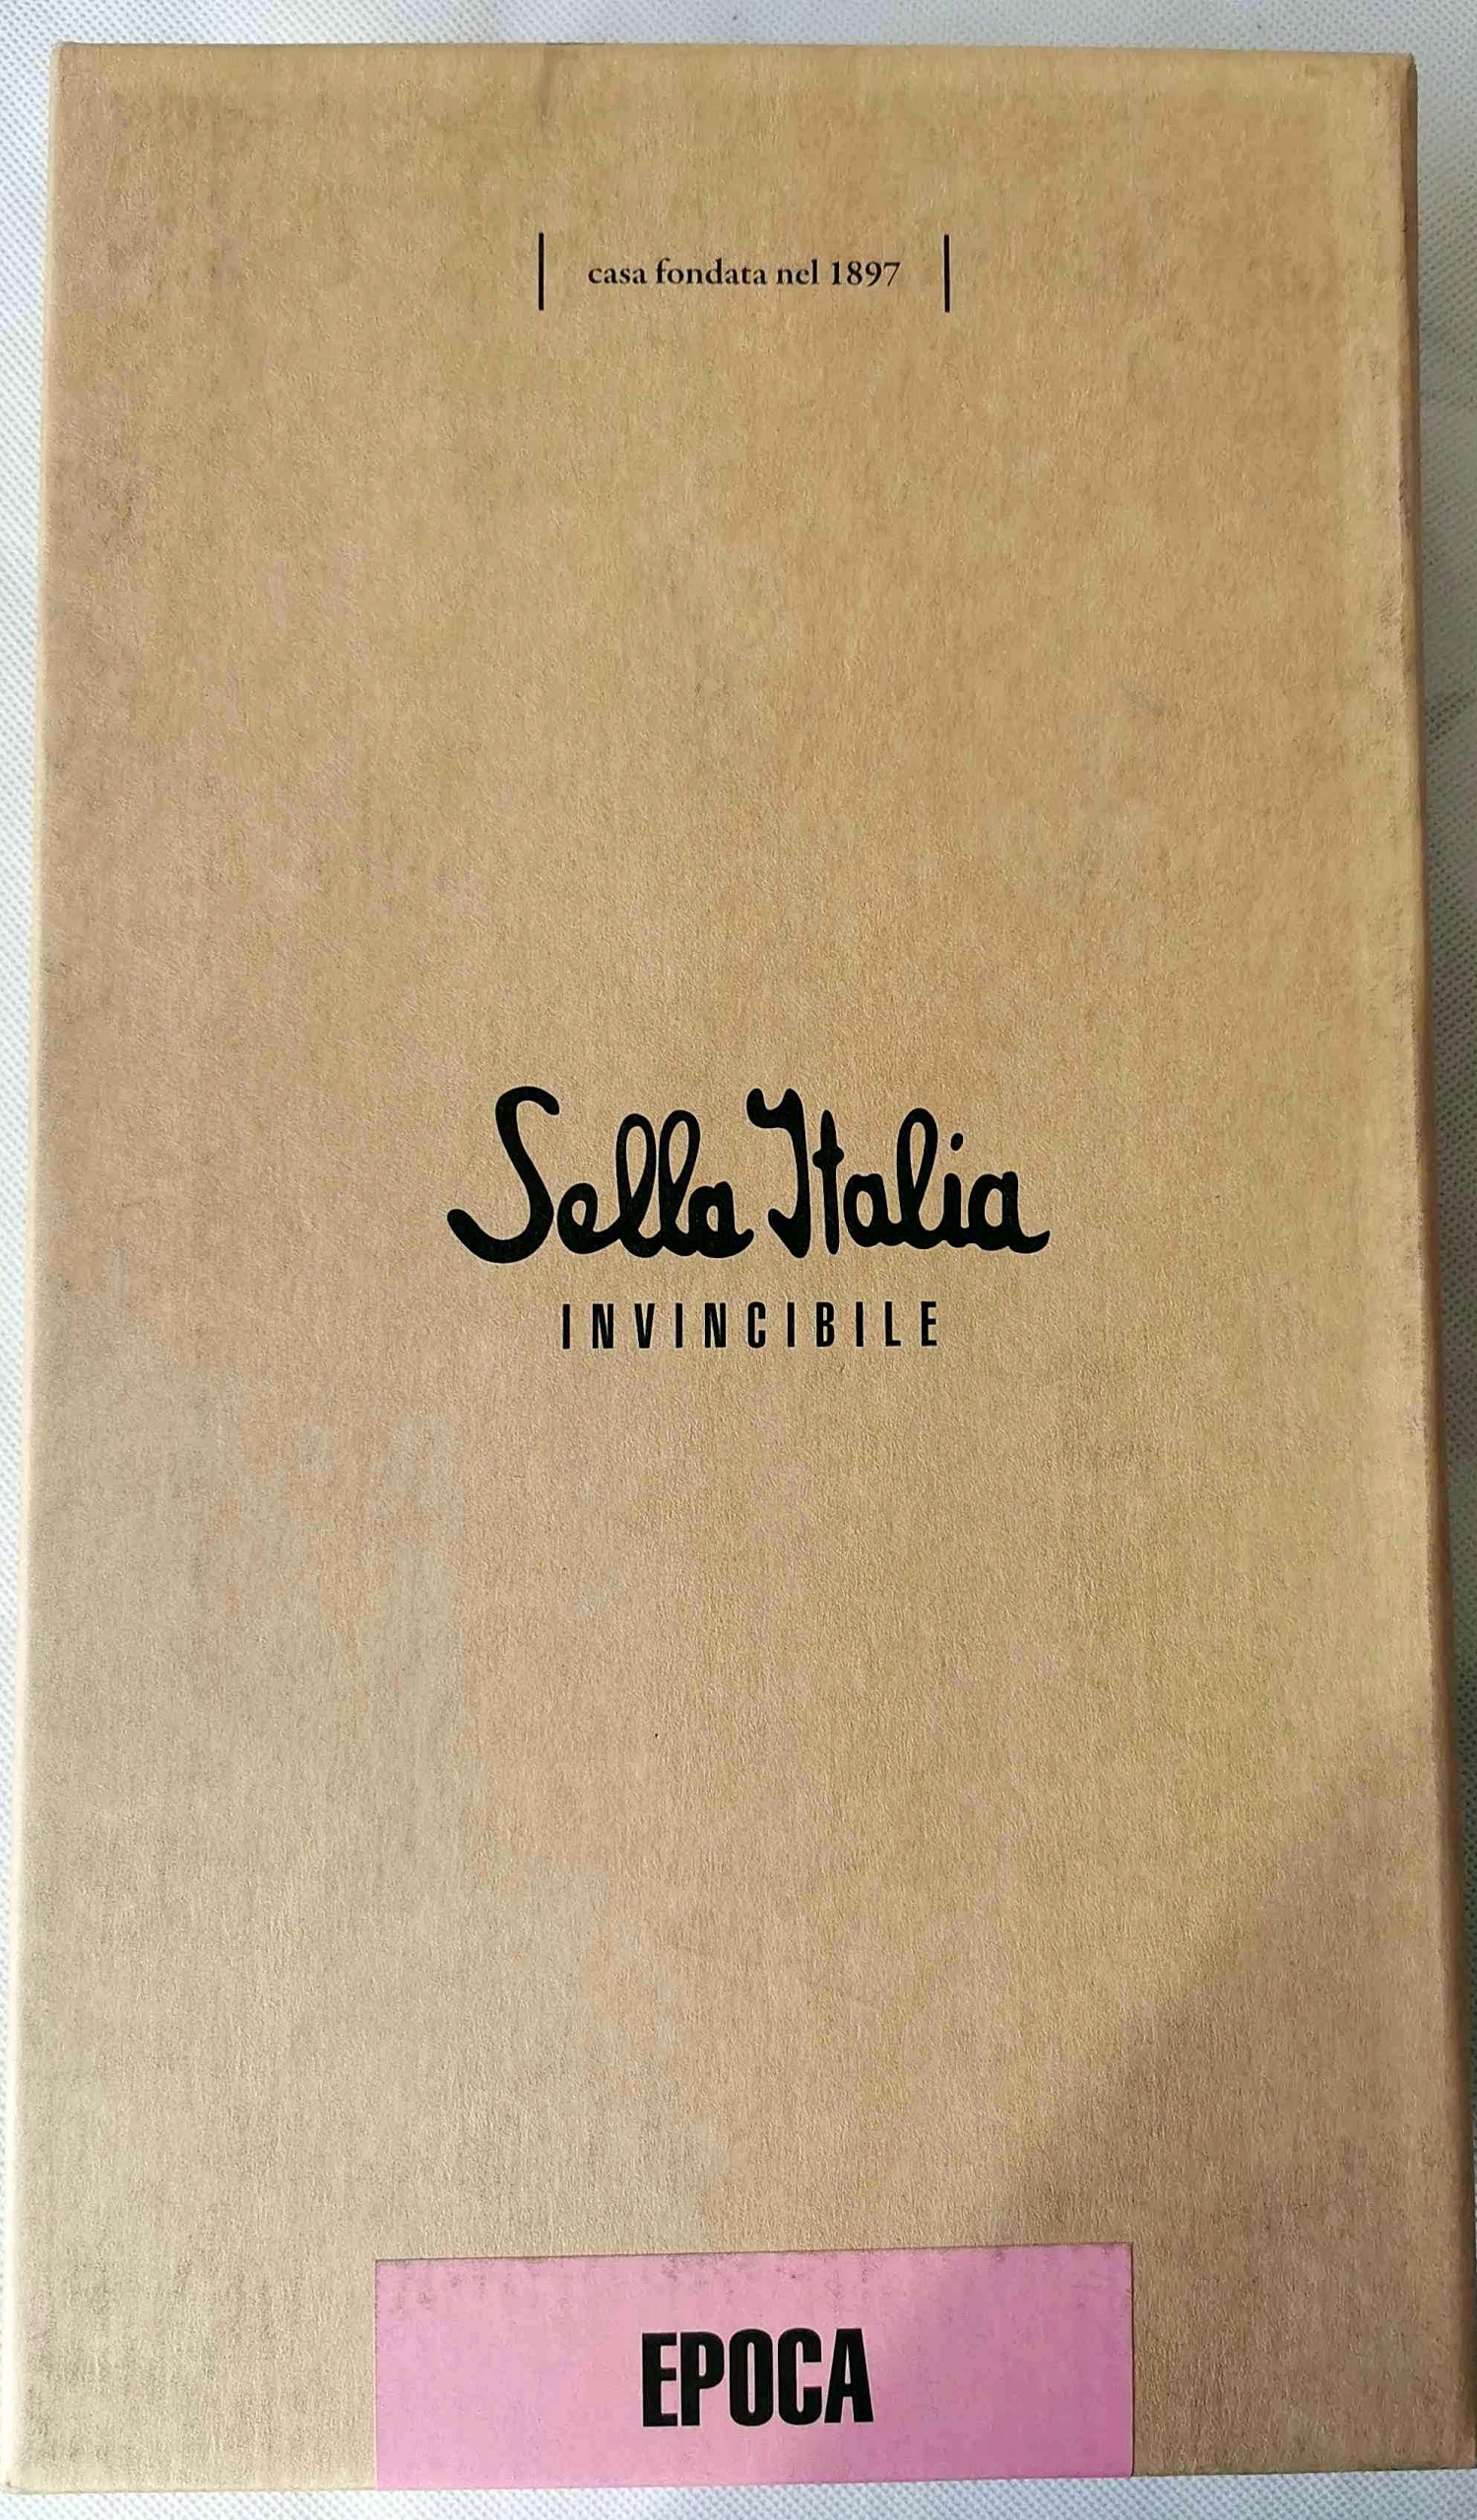 casa fondata nel 1897
Sella Italia
INVINCIBILE
EPOCA